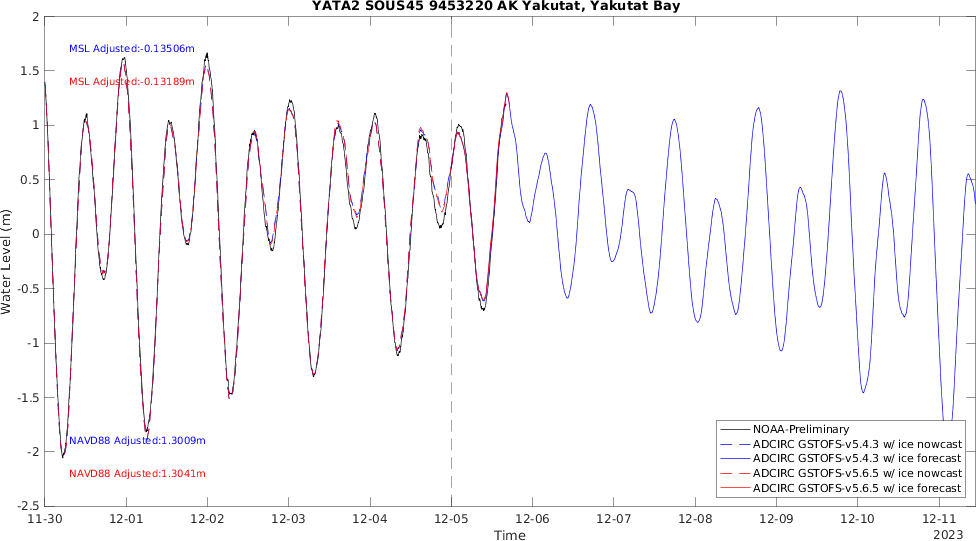 YATA2 SOUS45 9453220 AK Yakutat, Yakutat Bay
2
1.5
1
0.5
0
-0.5
-1
-1.5
-2
-2.5
Water Level (m)
MSL Adjusted:-0.13506m
MSL Adjusted:-0.13189m
NAVD88 Adjusted:1.3009m
NAVD88 Adjusted:1.3041m
NOAA-Preliminary
ADCIRC GSTOFS-v5.4.3 w/ ice nowcast
ADCIRC GSTOFS-v5.4.3 w/ ice forecast
ADCIRC GSTOFS-v5.6.5 w/ ice nowcast
ADCIRC GSTOFS-v5.6.5 w/ ice forecast
11-30 12-01 12-02 12-03 12-04 12-05 12-06 12-07 12-08 12-09 12-10 12-11
Time
2023